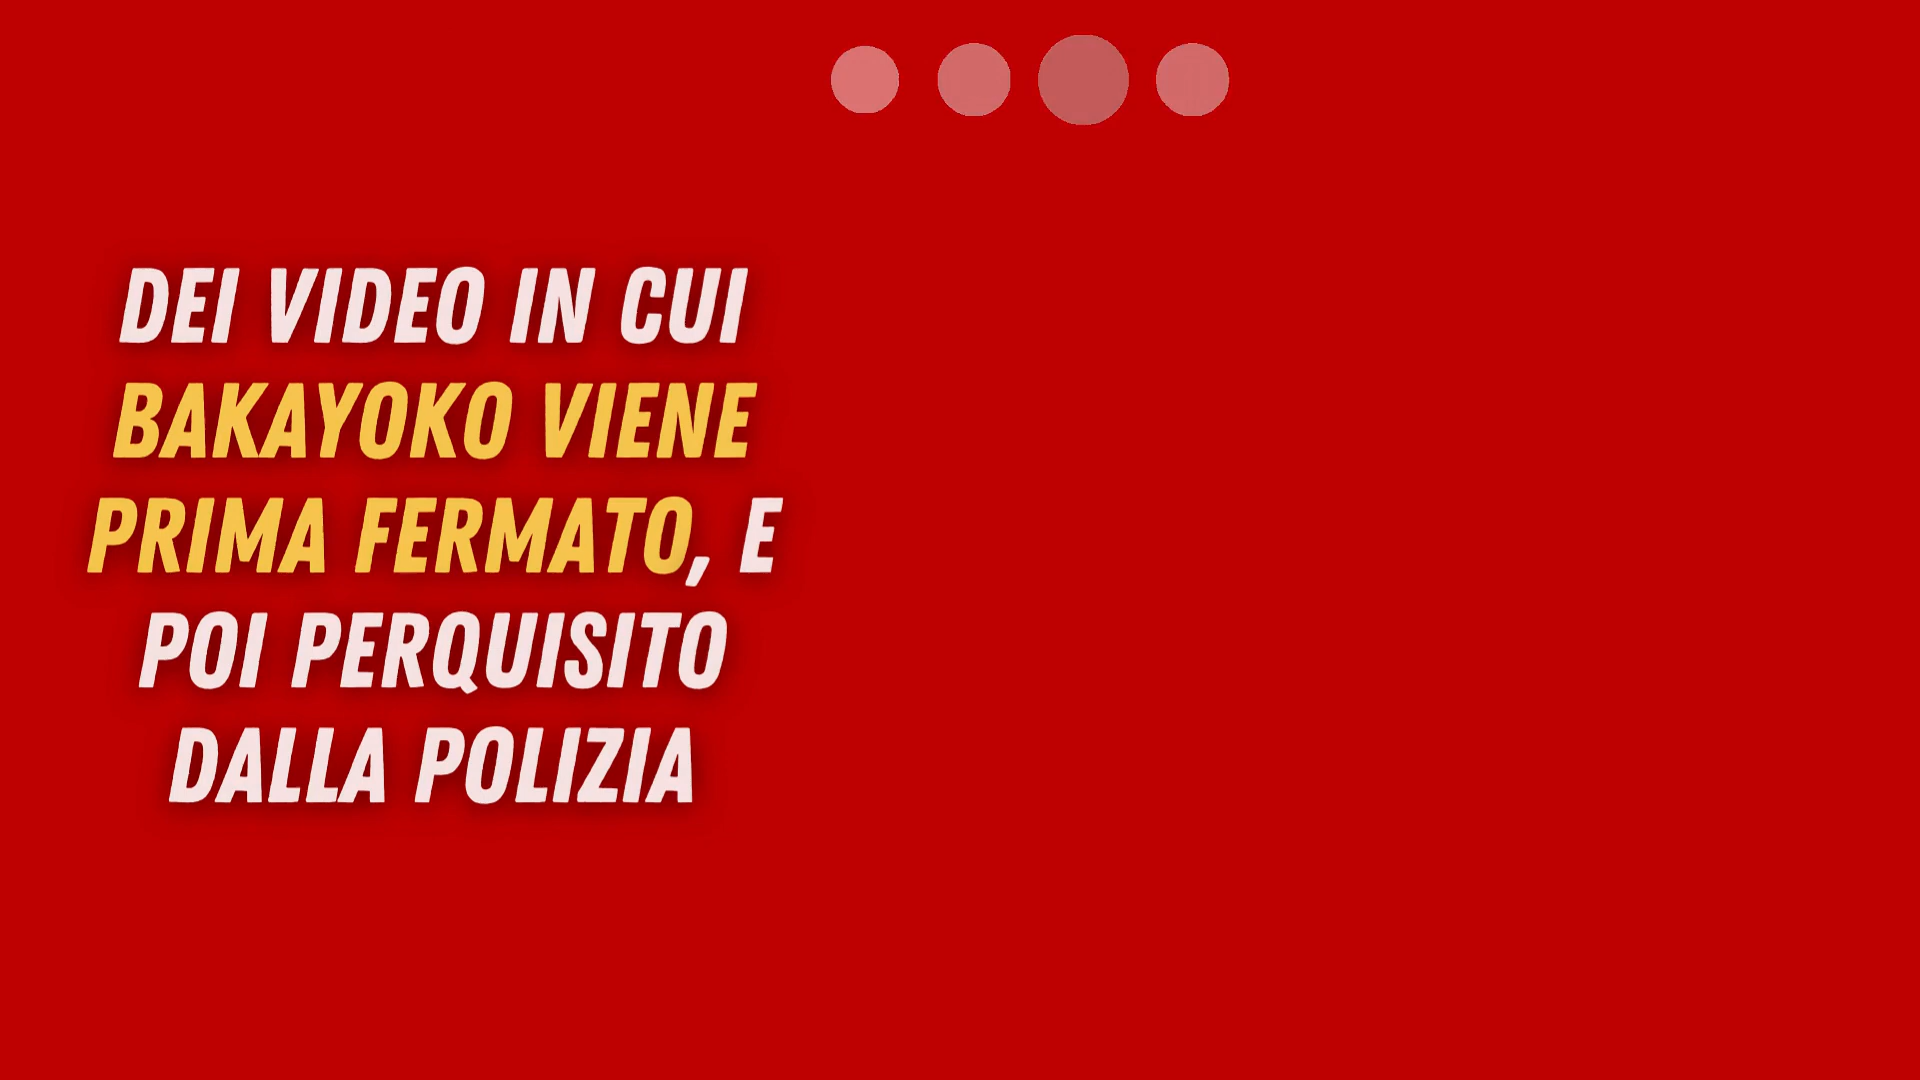 DEI VIDEO IN CUI
BAKAYOKO VIENE
PRIMA FERMATO, E
POI PERQUISITO
DALLA POLIZIA